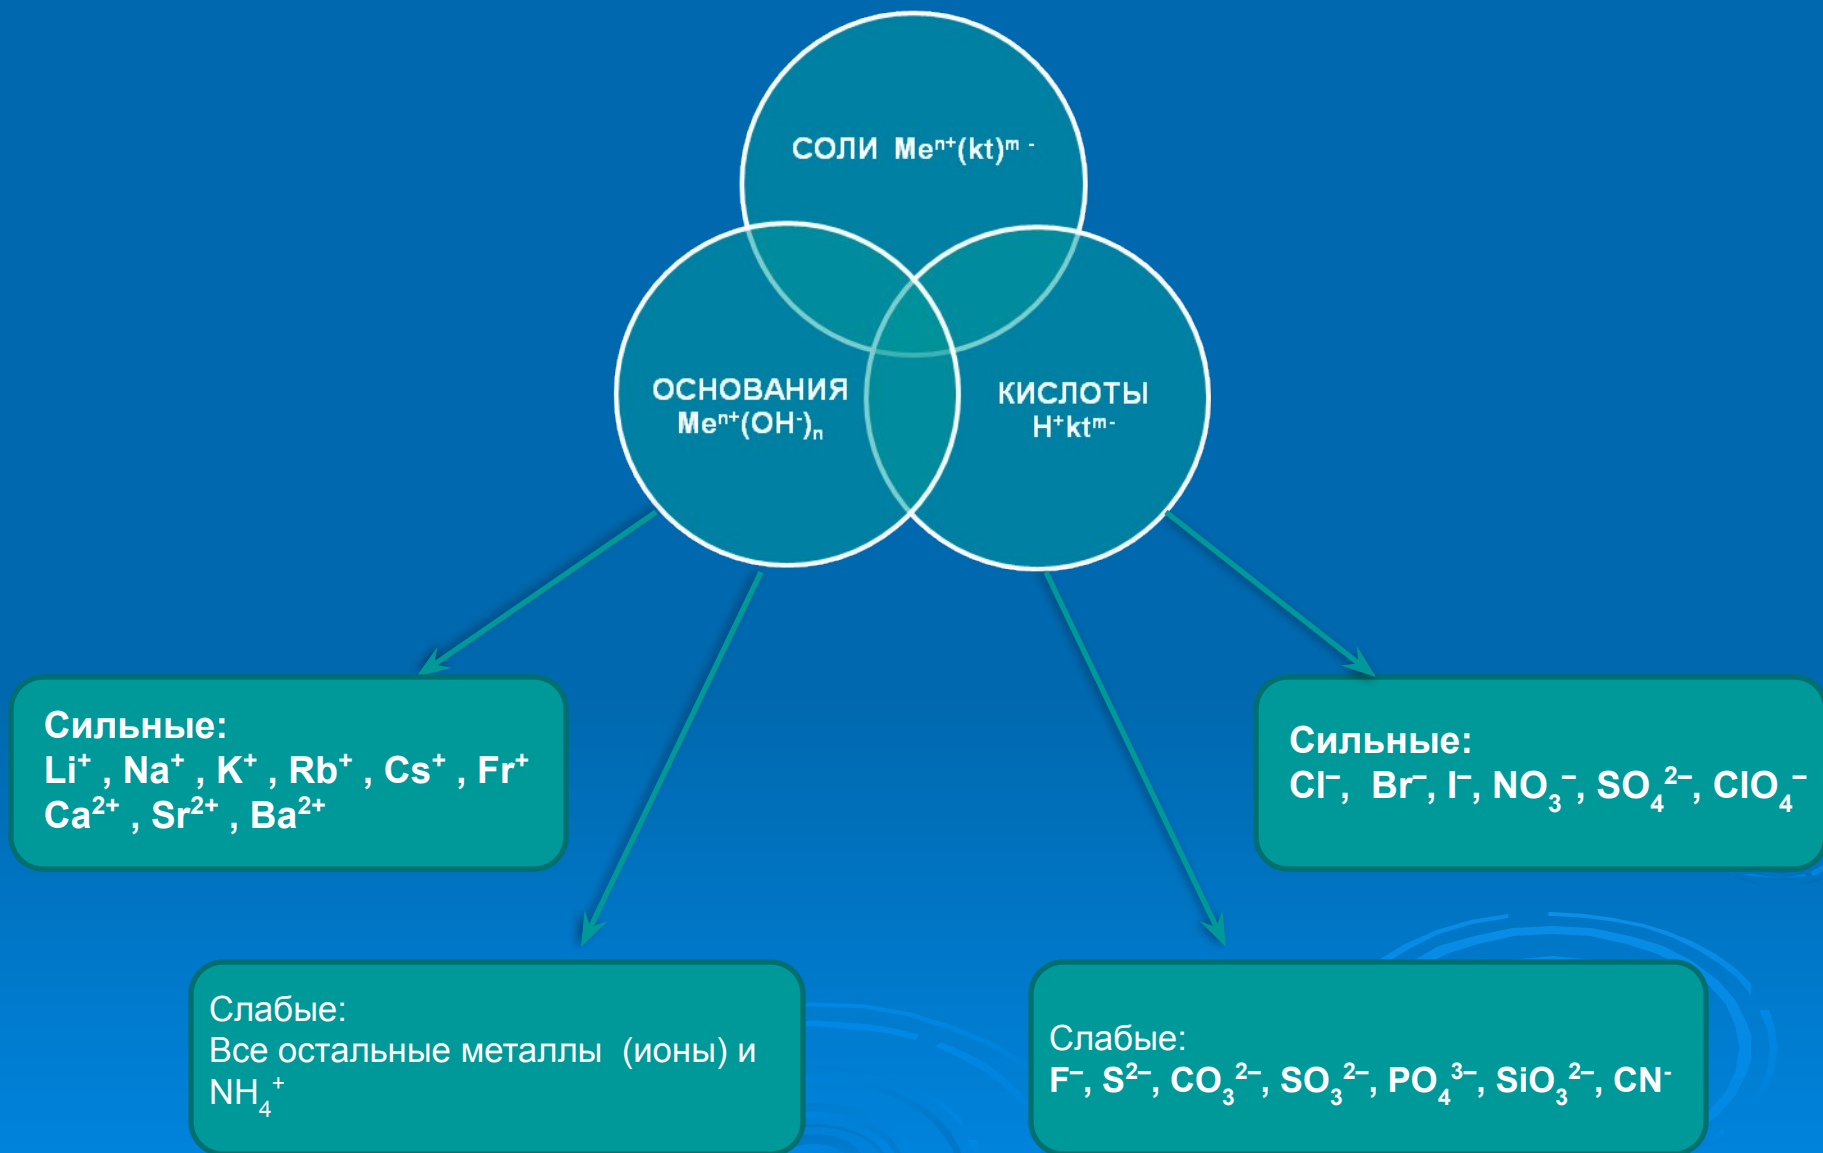 СОЛИ Meⁿ⁺(kt)ᵐ ⁻
ОСНОВАНИЯ
Meⁿ⁺(OH⁻)ₙ
КИСЛОТЫ
H⁺ktᵐ⁻
Сильные:
Li⁺ , Na⁺ , K⁺ , Rb⁺ , Cs⁺ , Fr⁺
Ca²⁺ , Sr²⁺ , Ba²⁺
Сильные:
Cl⁻, Br⁻, I⁻, NO₃⁻, SO₄²⁻, ClO₄⁻
Слабые:
Все остальные металлы (ионы) и
NH₄⁺
Слабые:
F⁻, S²⁻, CO₃²⁻, SO₃²⁻, PO₄³⁻, SiO₃²⁻, CN⁻